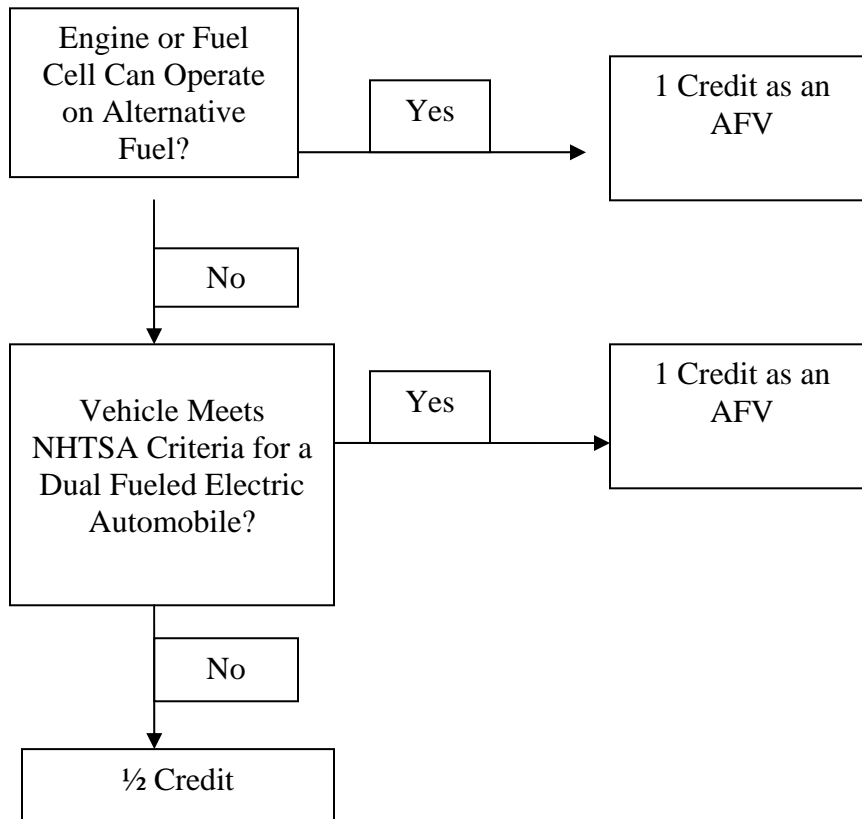 Engine or Fuel
Cell Can Operate
on Alternative
Fuel?
Yes
1 Credit as an
AFV
No
Vehicle Meets
NHTSA Criteria for a
Dual Fueled Electric
Automobile?
Yes
1 Credit as an
AFV
No
½ Credit